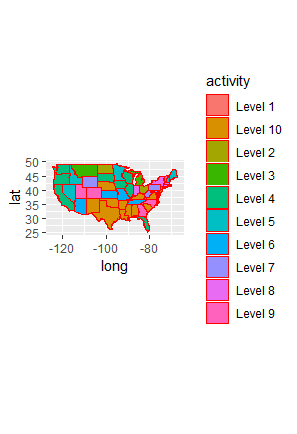 activity
Level 1
Level 10
Level 2
Level 3
Level 4
Level 5
Level 6
Level 7
Level 8
Level 9
lat
50
45
40
35
30
25
-120 -100 -80
long